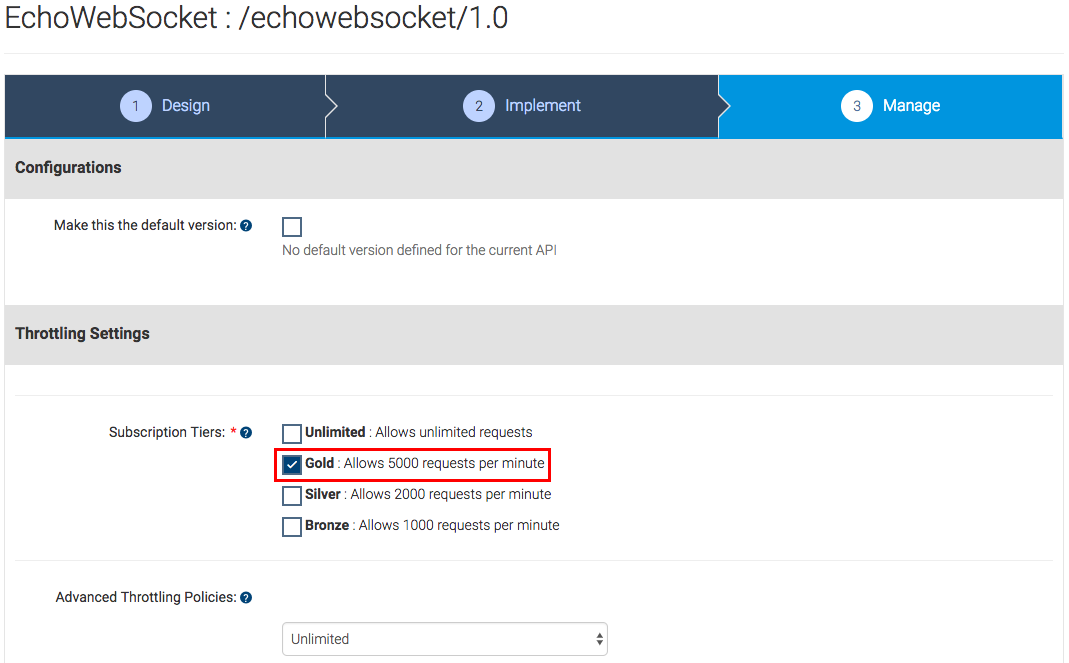 EchoWebSocket : /echowebsocket/1.0
1 Design
2 Implement
3 Manage
Configurations
Make this the default version: ?
No default version defined for the current API
Throttling Settings
Subscription Tiers: * ?
Unlimited : Allows unlimited requests
Gold : Allows 5000 requests per minute
Silver : Allows 2000 requests per minute
Bronze : Allows 1000 requests per minute
Advanced Throttling Policies: ?
Unlimited